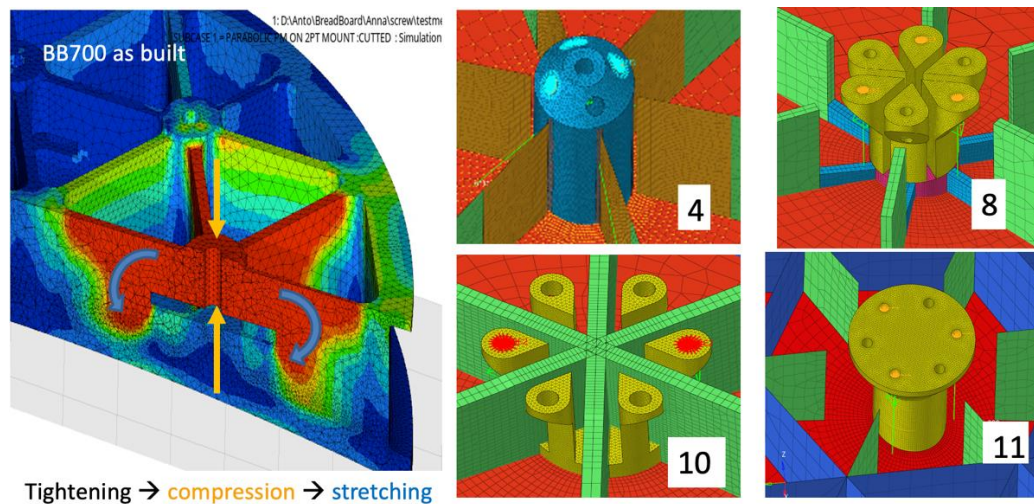 1: D:\Anto\BreadBoard\Anna\screw\testme
SUBCASE 1 = PARABOLIC PM ON 2PT MOUNT :CUTTED : Simulation
BB700 as built
4
8
10
11
Tightening → compression → stretching